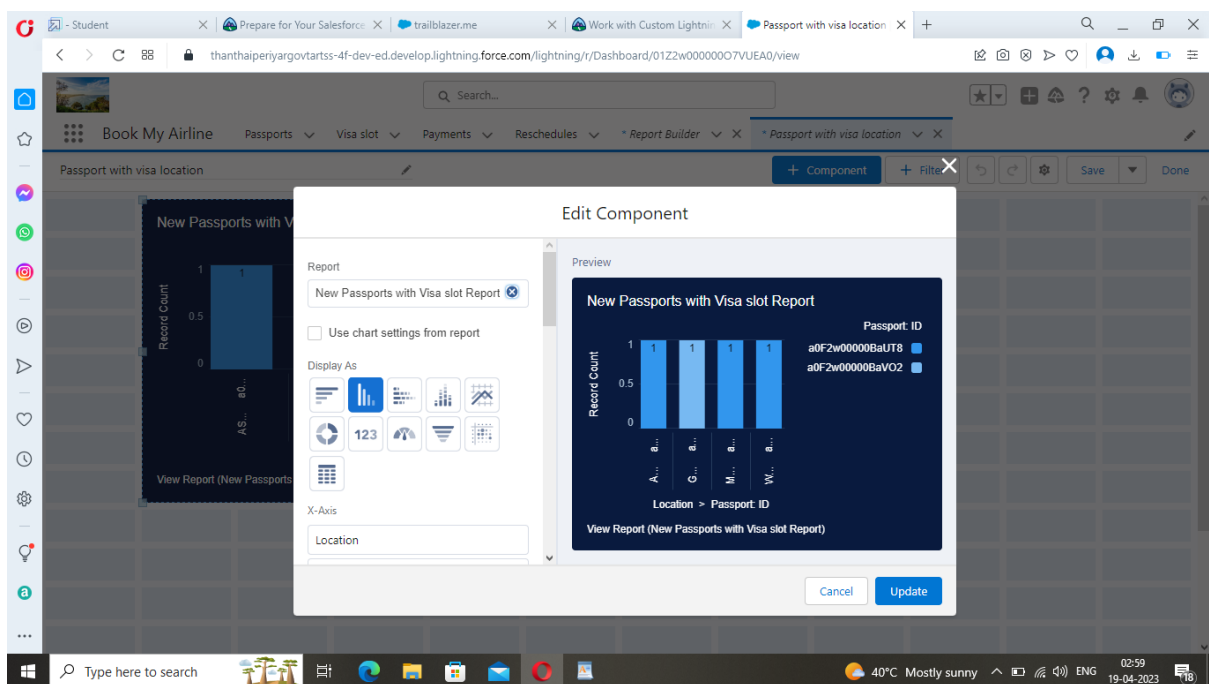 - Student
Prepare for Your Salesforce
trailblazer.me
Work with Custom Lightnin
Passport with visa location
thanthaiperiyargovtartss-4f-dev-ed.develop.lightning.force.com/lightning/r/Dashboard/01Z2w000000O7VUEA0/view
Search...
Book My Airline
Passports
Visa slot
Payments
Reschedules
* Report Builder
* Passport with visa location
Passport with visa location
+ Component
+ Filter
Save
Done
New Passports with V
Record Count
1
0.5
0
1
a0...
AS...
View Report (New Passports
Edit Component
Report
New Passports with Visa slot Report
Use chart settings from report
Display As
123
X-Axis
Location
Preview
New Passports with Visa slot Report
Passport: ID
a0F2w00000BaUT8
a0F2w00000BaVO2
Record Count
1
0.5
0
1 1 1 1
a... a... a... a...
A... G... M... W...
Location > Passport: ID
View Report (New Passports with Visa slot Report)
Cancel
Update
Type here to search
40°C Mostly sunny
ENG
02:59
19-04-2023
18